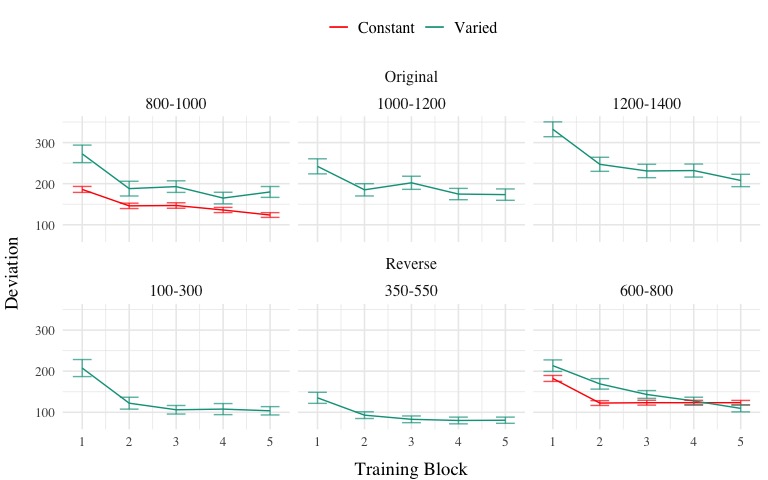 Constant Varied
Original
800-1000 1000-1200 1200-1400
300
200
100
Deviation
Reverse
100-300 350-550 600-800
300
200
100
1 2 3 4 5 1 2 3 4 5 1 2 3 4 5
Training Block